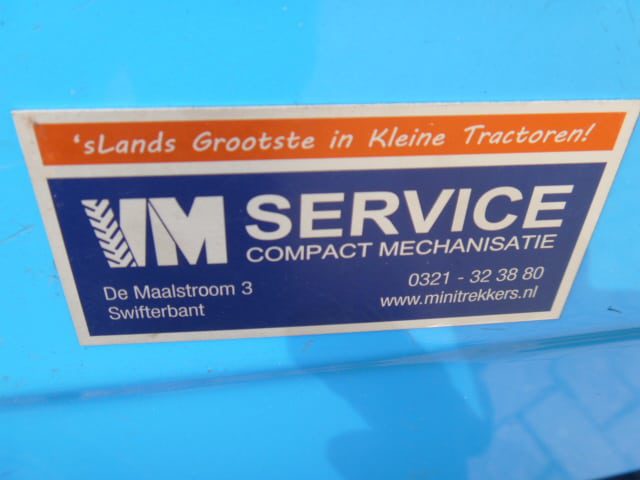 'sLands Grootste in Kleine Tractoren!
VM SERVICE
COMPACT MECHANISATIE
De Maalstroom 3
Swifterbant
0321 - 32 38 80
www.minitrekkers.nl